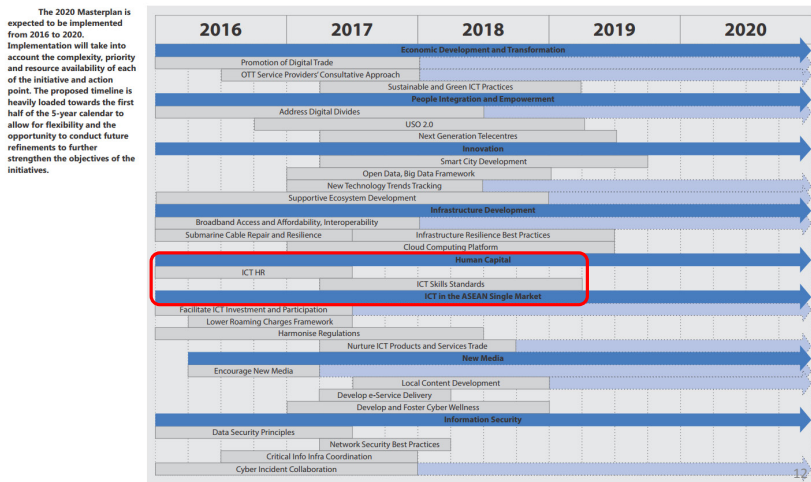 The 2020 Masterplan is
expected to be implemented
from 2016 to 2020.
Implementation will take into
account the complexity, priority
and resource availability of each
of the initiative and action
point. The proposed timeline is
heavily loaded towards the first
half of the 5-year calendar to
allow for flexibility and the
opportunity to conduct future
refinements to further
strengthen the objectives of the
initiatives.
2016 2017 2018 2019 2020
Economic Development and Transformation
Promotion of Digital Trade
OTT Service Providers' Consultative Approach
Sustainable and Green ICT Practices
People Integration and Empowerment
Address Digital Divides
USO 2.0
Next Generation Telecentres
Innovation
Smart City Development
Open Data, Big Data Framework
New Technology Trends Tracking
Supportive Ecosystem Development
Infrastructure Development
Broadband Access and Affordability, Interoperability
Submarine Cable Repair and Resilience Infrastructure Resilience Best Practices
Cloud Computing Platform
Human Capital
ICT HR
ICT Skills Standards
ICT in the ASEAN Single Market
Facilitate ICT Investment and Participation
Lower Roaming Charges Framework
Harmonise Regulations
Nurture ICT Products and Services Trade
New Media
Encourage New Media
Local Content Development
Develop e-Service Delivery
Develop and Foster Cyber Wellness
Information Security
Data Security Principles
Network Security Best Practices
Critical Info Infra Coordination
Cyber Incident Collaboration
12